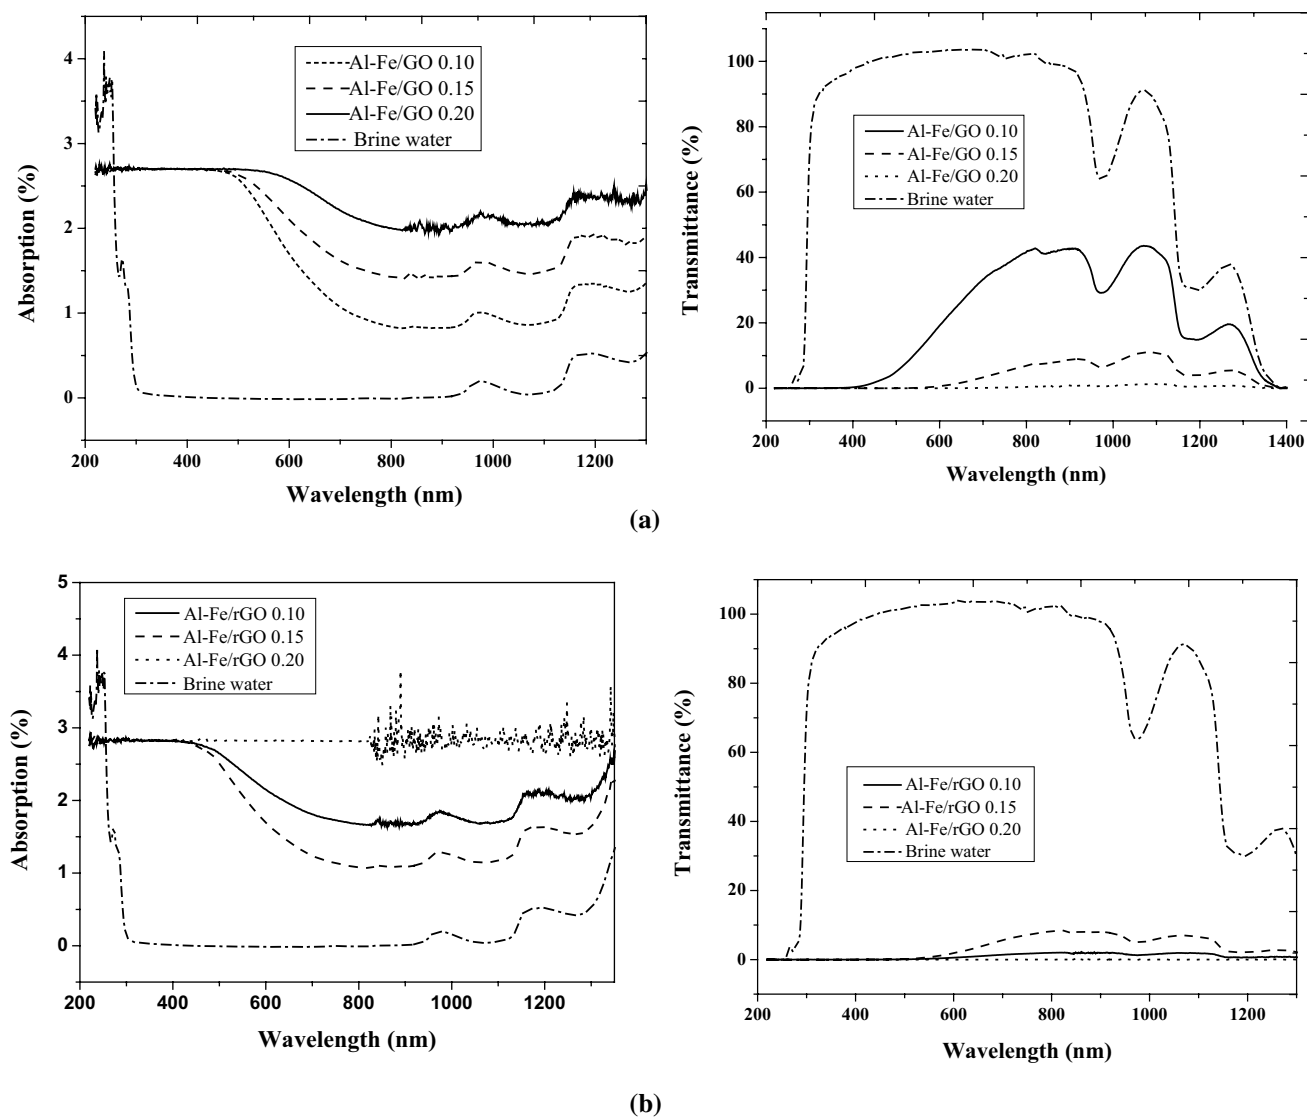 Absorption (%)
4
3
2
1
0
Al-Fe/GO 0.10
Al-Fe/GO 0.15
Al-Fe/GO 0.20
Brine water
200 400 600 800 1000 1200
Wavelength (nm)
Transmittance (%)
100
80
60
40
20
0
Al-Fe/GO 0.10
Al-Fe/GO 0.15
Al-Fe/GO 0.20
Brine water
200 400 600 800 1000 1200 1400
Wavelength (nm)
(a)
Absorption (%)
5
4
3
2
1
0
Al-Fe/rGO 0.10
Al-Fe/rGO 0.15
Al-Fe/rGO 0.20
Brine water
200 400 600 800 1000 1200
Wavelength (nm)
Transmittance (%)
100
80
60
40
20
0
Al-Fe/rGO 0.10
Al-Fe/rGO 0.15
Al-Fe/rGO 0.20
Brine water
200 400 600 800 1000 1200
Wavelength (nm)
(b)